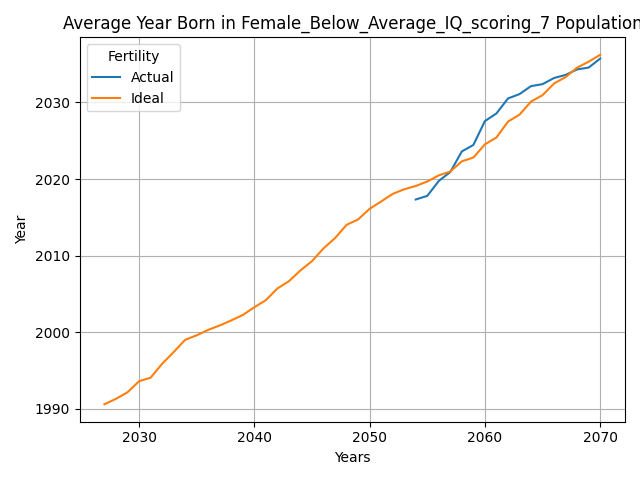 Average Year Born in Female_Below_Average_IQ_scoring_7 Population
Fertility
Actual
Ideal
Year
2030
2020
2010
2000
1990
2030 2040 2050 2060 2070
Years